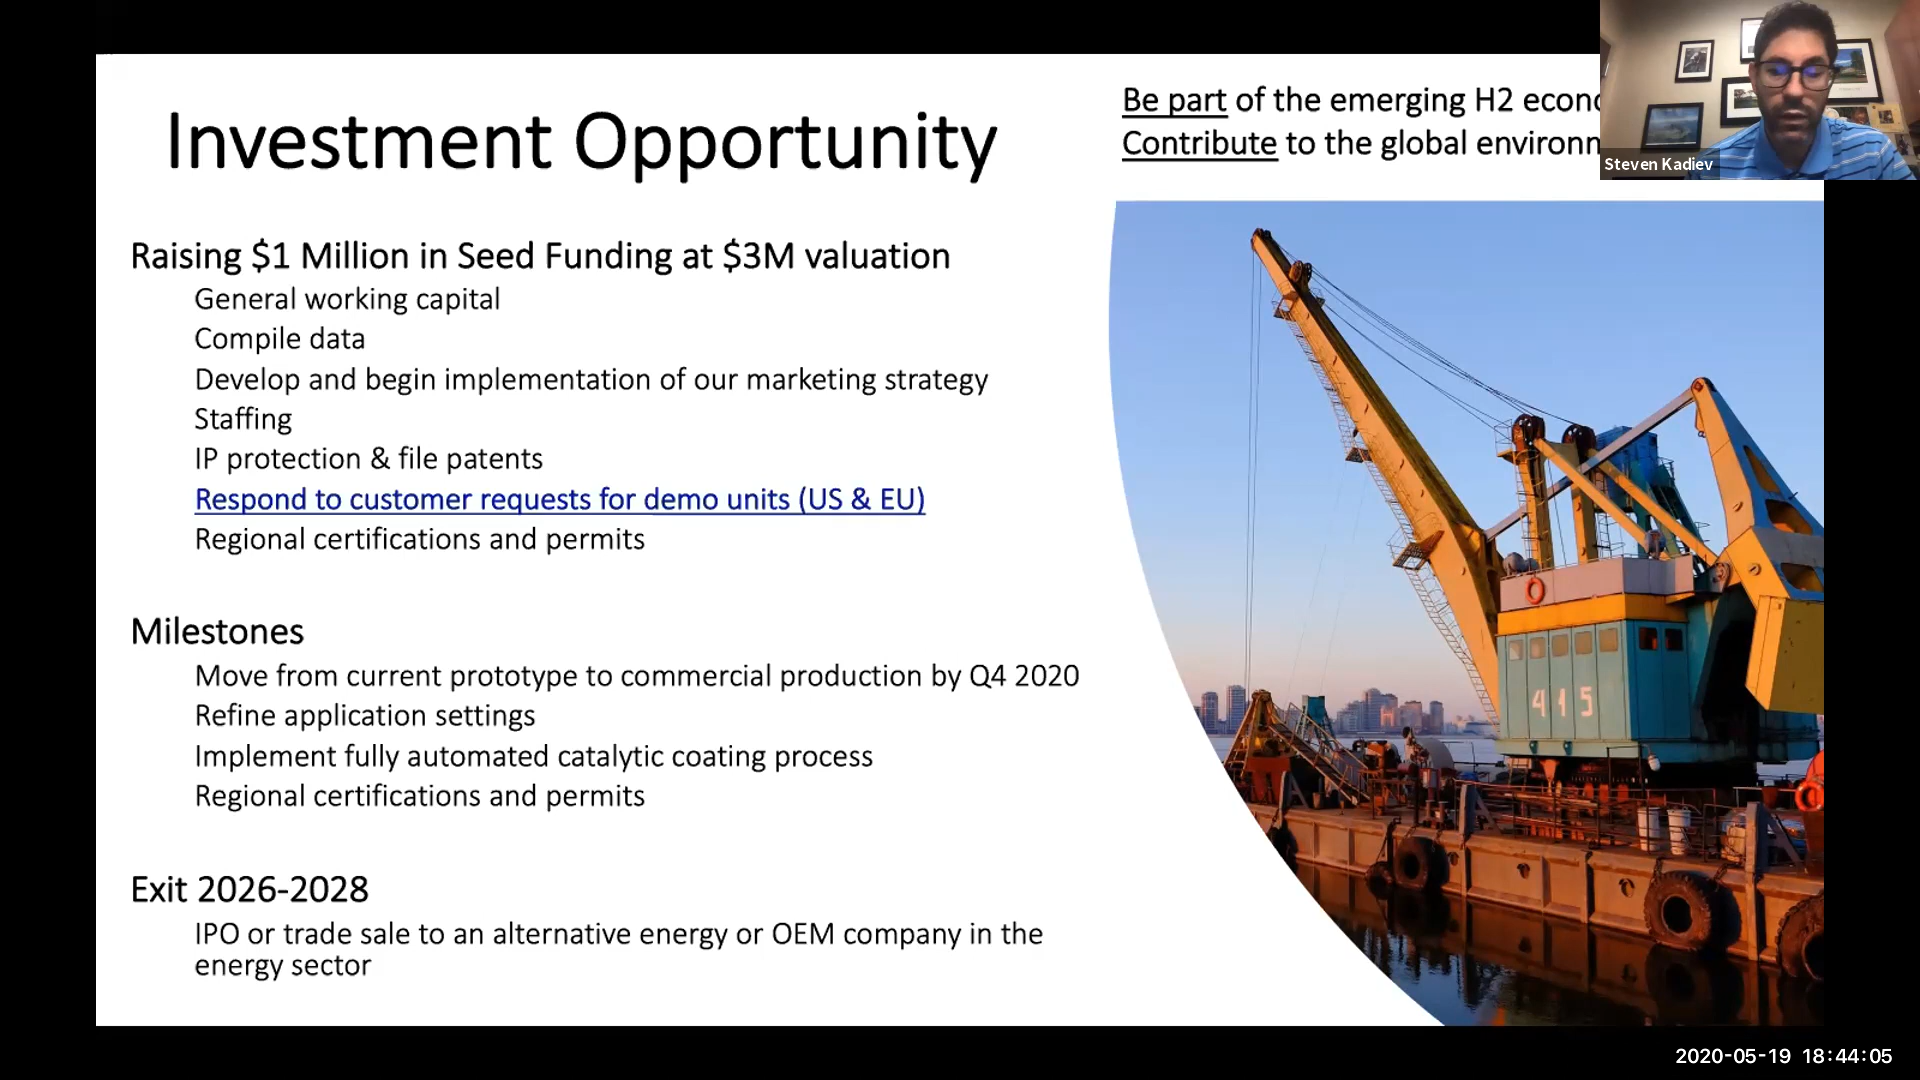 Investment Opportunity
Be part of the emerging H2
Contribute to the global
Steven Kadiev
Raising $1 Million in Seed Funding at $3M valuation
General working capital
Compile data
Develop and begin implementation of our marketing strategy
Staffing
IP protection & file patents
Respond to customer requests for demo units (US & EU)
Regional certifications and permits
Milestones
Move from current prototype to commercial production by Q4 2020
Refine application settings
Implement fully automated catalytic coating process
Regional certifications and permits
Exit 2026-2028
IPO or trade sale to an alternative energy or OEM company in the
energy sector
415
2020-05-19 18:44:05